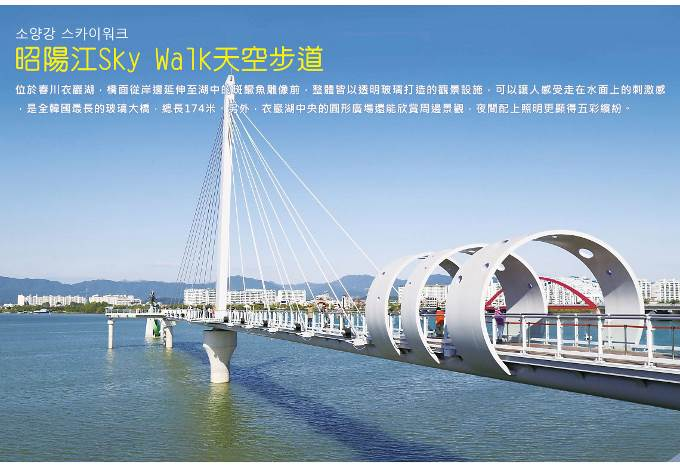 소양강 스카이워크
昭陽江Sky Walk天空步道
位於春川衣巖湖，橋面從岸邊延伸至湖中的斑鱖魚雕像前，整體皆以透明玻璃打造的觀景設施，可以讓人感受走在水面上的刺激感
，是全韓國最長的玻璃大橋，總長174米。另外，衣巖湖中央的圓形廣場還能欣賞周邊景觀，夜間配上照明更顯得五彩繽紛。